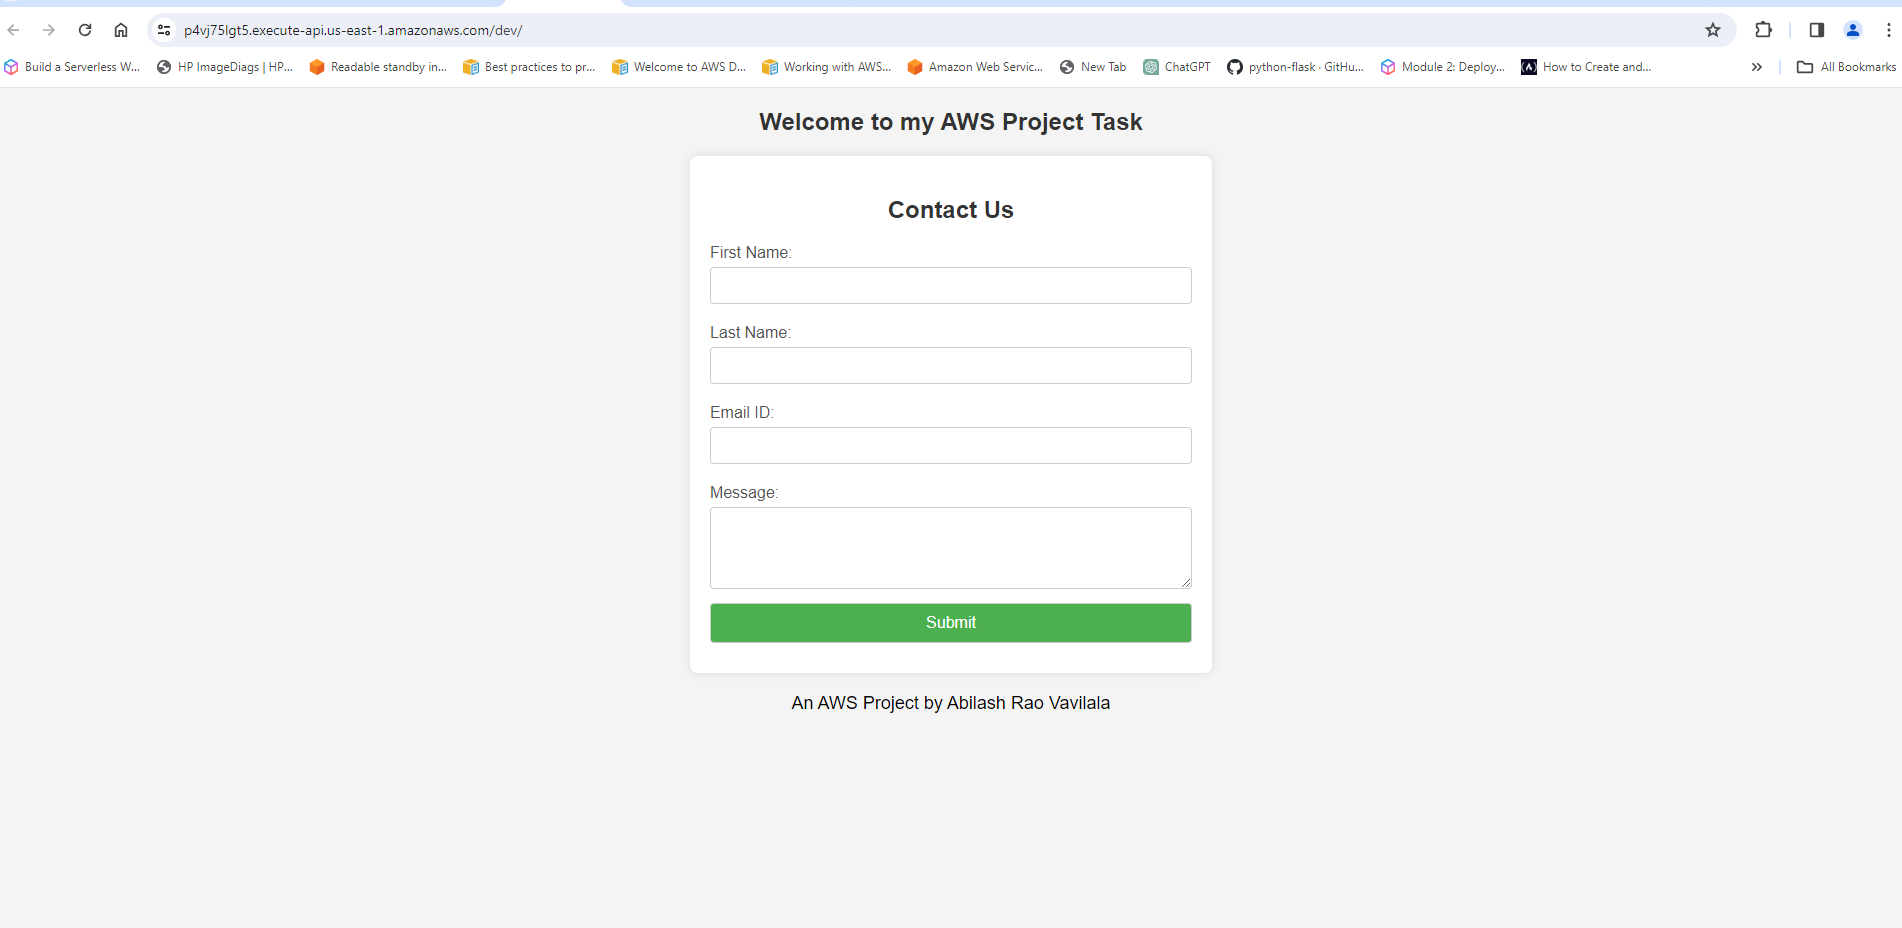 p4vj75lgt5.execute-api.us-east-1.amazonaws.com/dev/
Build a Serverless W... HP ImageDiags | HP... Readable standby in... Best practices to pr... Welcome to AWS D... Working with AWS... Amazon Web Servic... New Tab ChatGPT python-flask · GitHu... Module 2: Deploy... How to Create and... All Bookmarks
Welcome to my AWS Project Task
Contact Us
First Name:
Last Name:
Email ID:
Message:
Submit
An AWS Project by Abilash Rao Vavilala